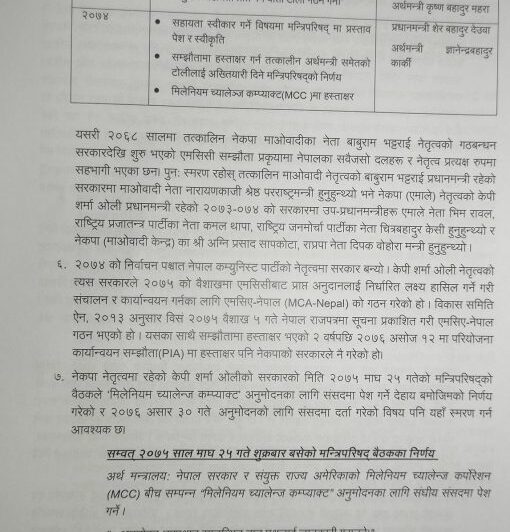 अर्थमन्त्री कृष्ण बहादुर महरा
२०७४
सहायता स्वीकार गर्ने विषयमा मन्त्रिपरिषद् मा प्रस्ताव
पेश र स्वीकृति
सम्झौतामा हस्ताक्षर गर्न तत्कालीन अर्थमन्त्री समेतको
टोलीलाई अख्तियारी दिने मन्त्रिपरिषद्को निर्णय
मिलेनियम च्यालेञ्ज कम्प्याक्ट(MCC )मा हस्ताक्षर
प्रधानमन्त्री शेर बहादुर देउवा
अर्थमन्त्री ज्ञानेन्द्रबहादुर
कार्की
यसरी २०६८ सालमा तत्कालिन नेकपा माओवादीका नेता बाबुराम भट्टराई नेतृत्वको गठबन्धन
सरकारदेखि शुरु भएको एमसिसी सम्झौता प्रकृयामा नेपालका सबैजसो दलहरू र नेतृत्व प्रत्यक्ष रुपमा
सहभागी भएका छन। पुन: स्मरण रहोस् तत्कालिन माओवादी नेतृत्वको बाबुराम भट्टराई प्रधानमन्त्री रहेको
सरकारमा माओवादी नेता नारायणकाजी श्रेष्ठ परराष्ट्रमन्त्री हुनुहुन्थ्यो भने नेकपा (एमाले) नेतृत्वको केपी
शर्मा ओली प्रधानमन्त्री रहेको २०७३-०७४ को सरकारमा उप-प्रधानमन्त्रीहरू एमाले नेता भिम रावल,
राष्ट्रिय प्रजातन्त्र पार्टीका नेता कमल थापा, राष्ट्रिय जनमोर्चा पार्टीका नेता चित्रबहादुर केसी हुनुहुन्थ्यो र
नेकपा (माओवादी केन्द्र) का श्री अग्नि प्रसाद सापकोटा, राप्रपा नेता दिपक वोहोरा मन्त्री हुनुहुन्थ्यो।
६. २०७४ को निर्वाचन पश्चात नेपाल कम्युनिस्ट पार्टीको नेतृत्वमा सरकार बन्यो। केपी शर्मा ओली नेतृत्वको
त्यस सरकारले २०७५ को वैशाखमा एमसिसीबाट प्राप्त अनुदानलाई निर्धारित लक्ष्य हासिल गर्ने गरी
संचालन र कार्यान्वयन गर्नका लागि एमसिए-नेपाल (MCA-Nepal) को गठन गरेको हो। विकास समिति
ऐन, २०१३ अनुसार विस २०७५ वैशाख ५ गते नेपाल राजपत्रमा सूचना प्रकाशित गरी एमसिए-नेपाल
गठन भएको हो। यसका साथै सम्झौतामा हस्ताक्षर भएको २ वर्षपछि २०७६ असोज १२ मा परियोजना
कार्यान्वयन सम्झौता(PIA) मा हस्ताक्षर पनि नेकपाको सरकारले नै गरेको हो।
७. नेकपा नेतृत्वमा रहेको केपी शर्मा ओलीको सरकारको मिति २०७५ माघ २५ गतेको मन्त्रिपरिषद्को
वैठकले 'मिलेनियम च्यालेन्ज कम्प्याक्ट' अनुमोदनका लागि संसदमा पेश गर्ने देहाय बमोजिमको निर्णय
गरेको र २०७६ असार ३० गते अनुमोदनको लागि संसदमा दर्ता गरेको विषय पनि यहाँ स्मरण गर्न
आवश्यक छ।
सम्वत् २०७५ साल माघ २५ गते शुक्रबार बसेको मन्त्रिपरिषद् बैठकका निर्णय
अर्थ मन्त्रालय: नेपाल सरकार र संयुक्त राज्य अमेरिकाको मिलेनियम च्यालेन्ज कर्पोरेशन
(MCC) बीच सम्पन्न "मिलेनियम च्यालेन्ज कम्प्याक्ट" अनुमोदनका लागि संघीय संसदमा पेश
गर्ने।